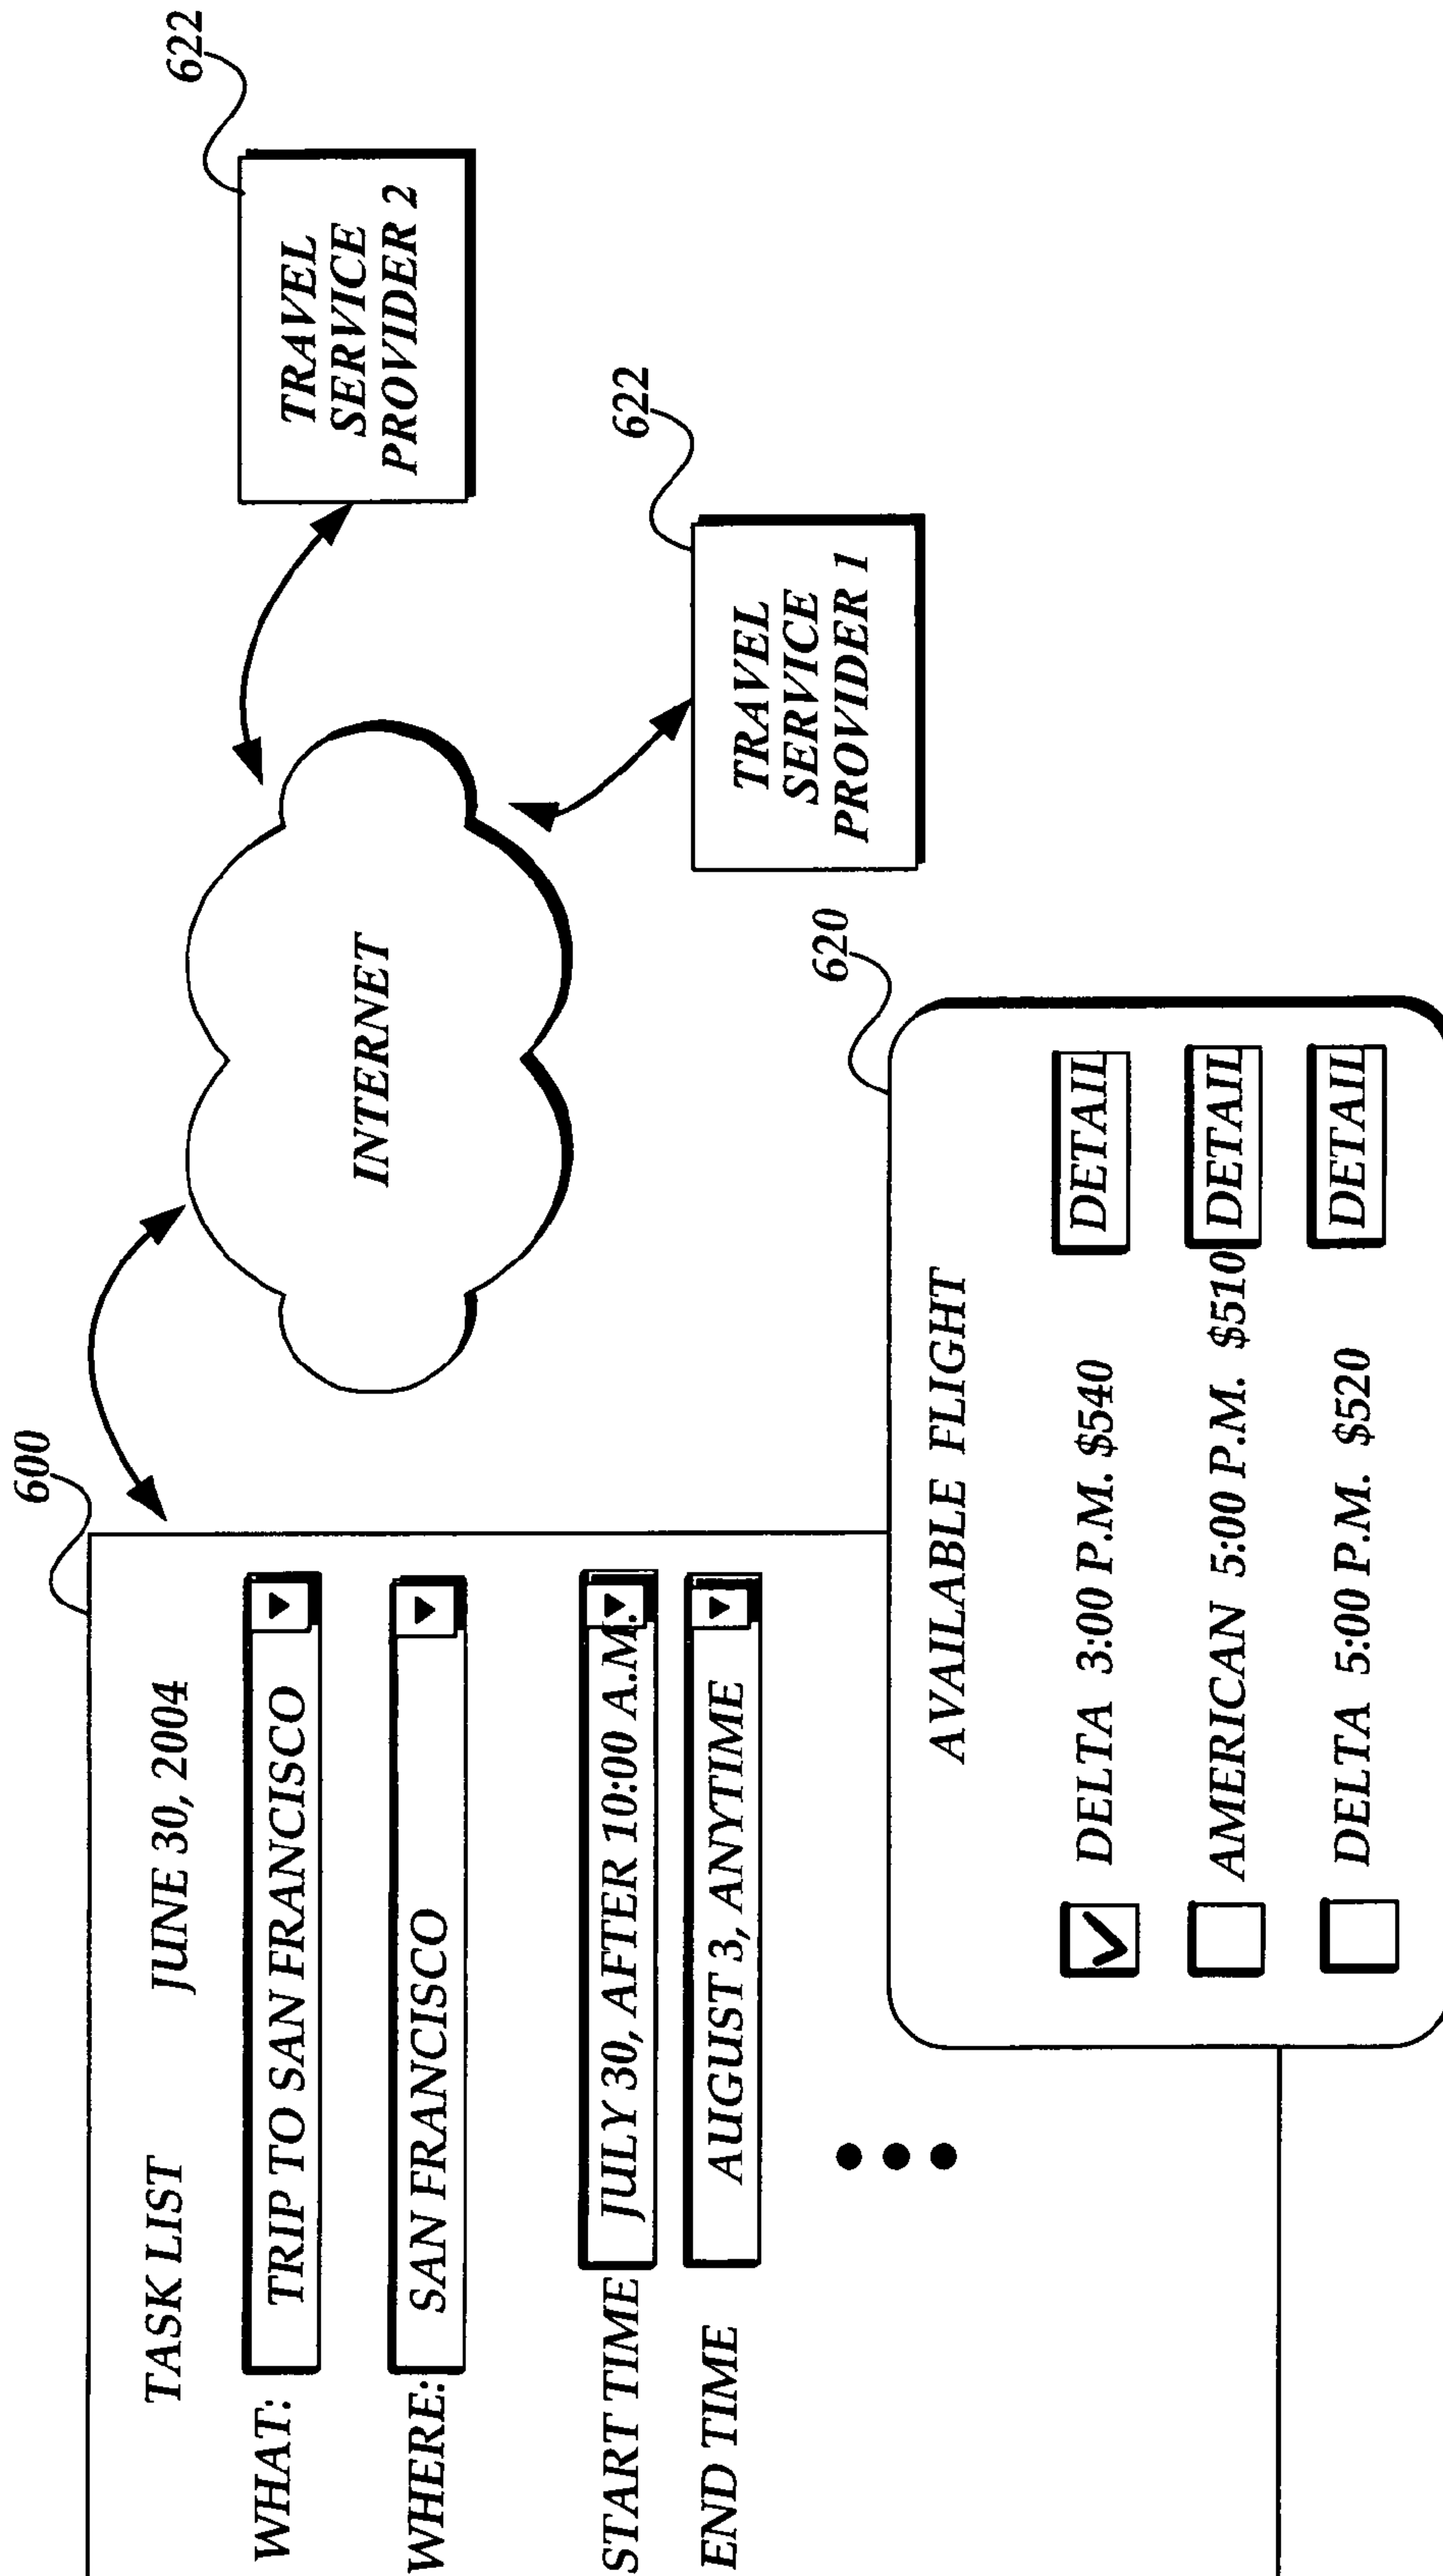 600
TASK LIST JUNE 30, 2004
WHAT: TRIP TO SAN FRANCISCO
WHERE: SAN FRANCISCO
START TIME JULY 30, AFTER 10:00 A.M.
END TIME AUGUST 3, ANYTIME
INTERNET
622
TRAVEL
SERVICE
PROVIDER 2
622
TRAVEL
SERVICE
PROVIDER 1
620
AVAILABLE FLIGHT
DELTA 3:00 P.M. $540 DETAIL
AMERICAN 5:00 P.M. $510 DETAIL
DELTA 5:00 P.M. $520 DETAIL